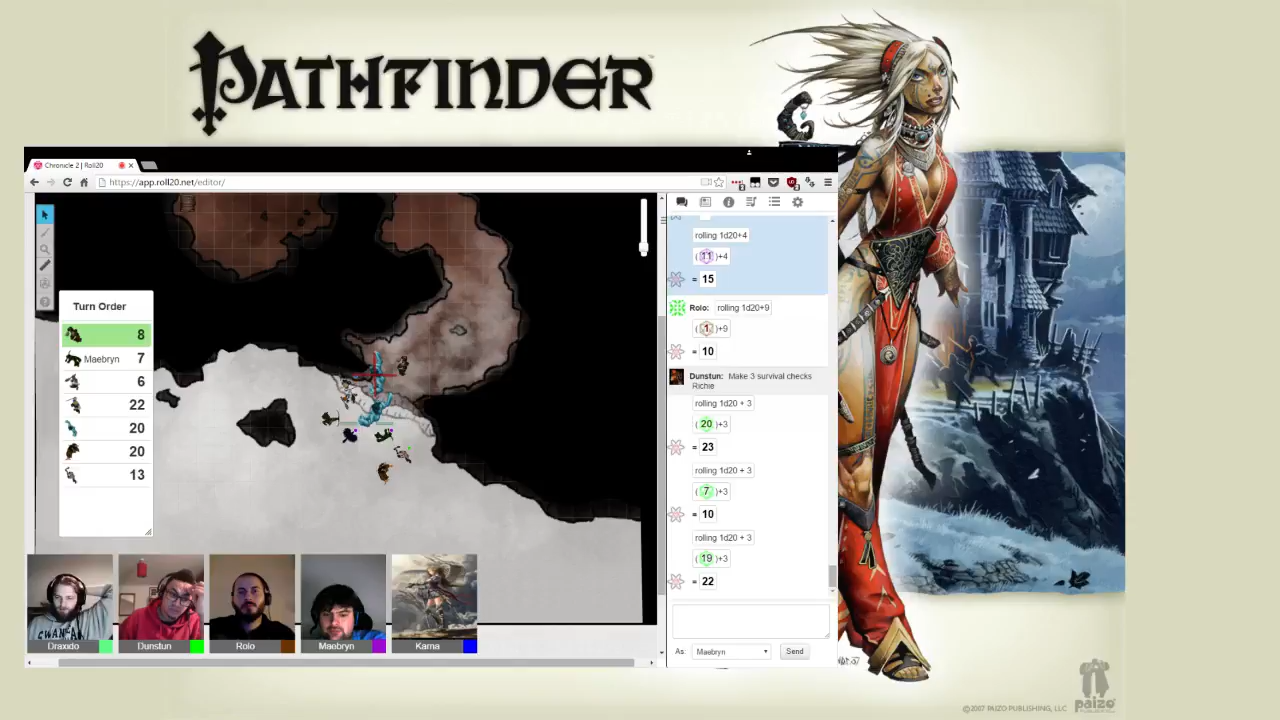 PATHFINDER
Chronicle 2 | Roll20
https://app.roll20.net/editor/
Turn Order
8
Maebryn 7
6
22
20
20
13
rolling 1d20+4
(11)+4
= 15
Rolo: rolling 1d20+9
(1)+9
= 10
Dunstun: Make 3 survival checks
Richie
rolling 1d20 + 3
(20)+3
= 23
rolling 1d20 + 3
(7)+3
= 10
rolling 1d20 + 3
(19)+3
= 22
As: Maebryn Send
Draxxlo Dunstun Rolo Maebryn Karna
©2007 PAIZO PUBLISHING, LLC
paizo